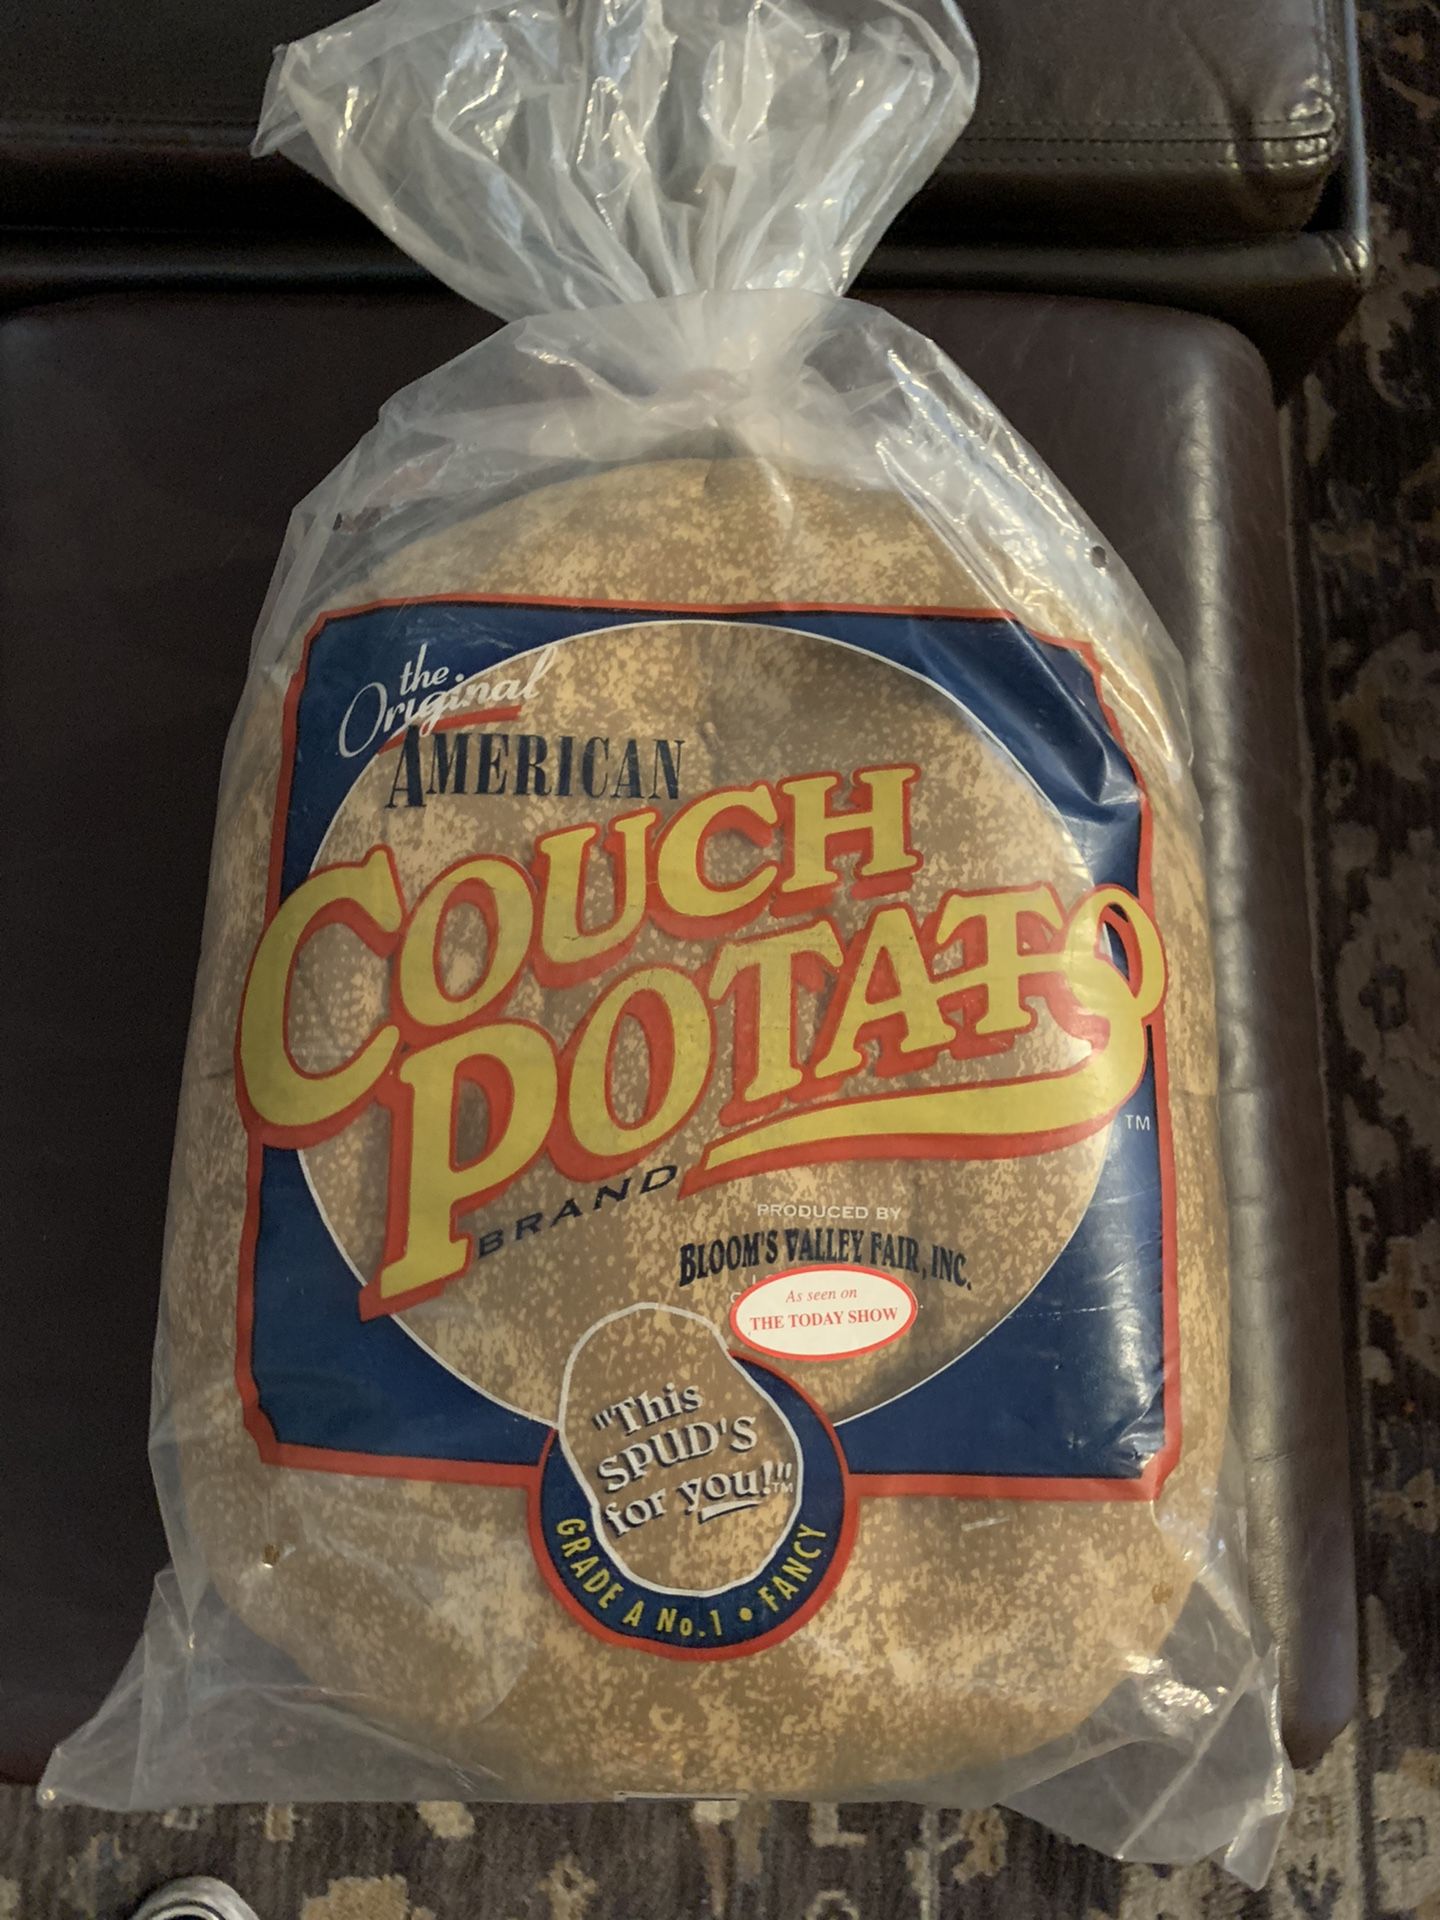 the
Original
AMERICAN
COUCH
POTATO
TM
BRAND
PRODUCED BY
BLOOM'S VALLEY FAIR, INC.
As seen on
THE TODAY SHOW
"This
SPUD'S
for you!"TM
GRADE A No.1 • FANCY